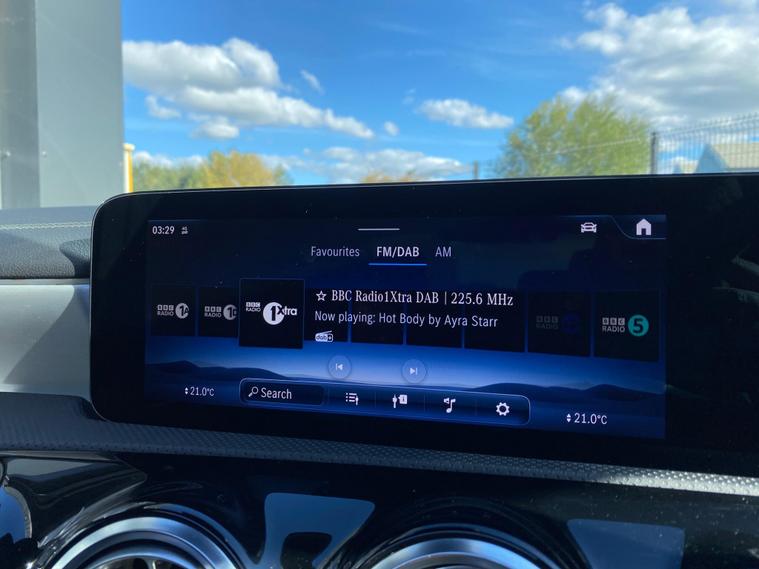 03:29
Favourites FM/DAB AM
BBC RADIO 1
BBC RADIO 1
BBC RADIO 1Xtra
☆ BBC Radio1Xtra DAB | 225.6 MHz
Now playing: Hot Body by Ayra Starr
dab
BBC RADIO
BBC RADIO 5
21.0°C
Search
21.0°C